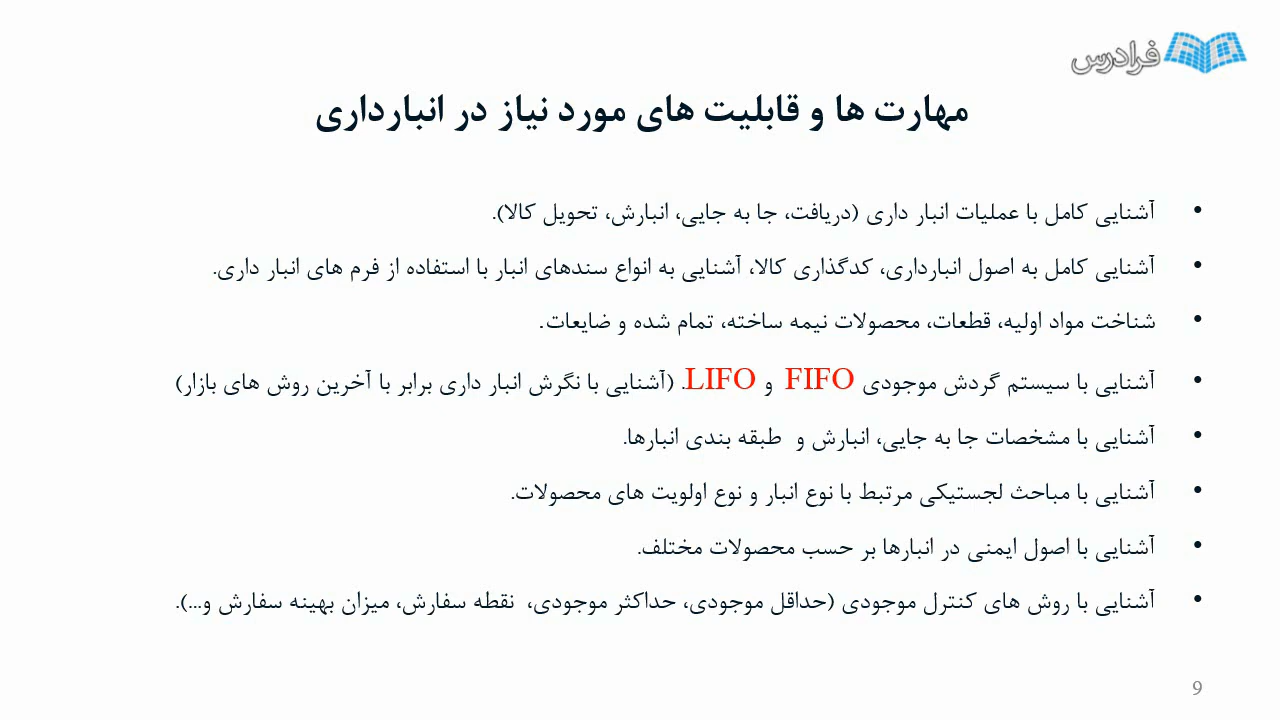 فرادرس
مهارت ها و قابلیت های مورد نیاز در انبارداری
• آشنایی کامل با عملیات انبار داری (دریافت، جا به جایی، انبارش، تحویل کالا).
• آشنایی کامل به اصول انبارداری، کدگذاری کالا، آشنایی به انواع سندهای انبار با استفاده از فرم های انبار داری.
• شناخت مواد اولیه، قطعات، محصولات نیمه ساخته، تمام شده و ضایعات.
• آشنایی با سیستم گردش موجودی FIFO و LIFO. (آشنایی با نگرش انبار داری برابر با آخرین روش های بازار)
• آشنایی با مشخصات جا به جایی، انبارش و طبقه بندی انبارها.
• آشنایی با مباحث لجستیکی مرتبط با نوع انبار و نوع اولویت های محصولات.
• آشنایی با اصول ایمنی در انبارها بر حسب محصولات مختلف.
• آشنایی با روش های کنترل موجودی (حداقل موجودی، حداکثر موجودی، نقطه سفارش، میزان بهینه سفارش و...).
9